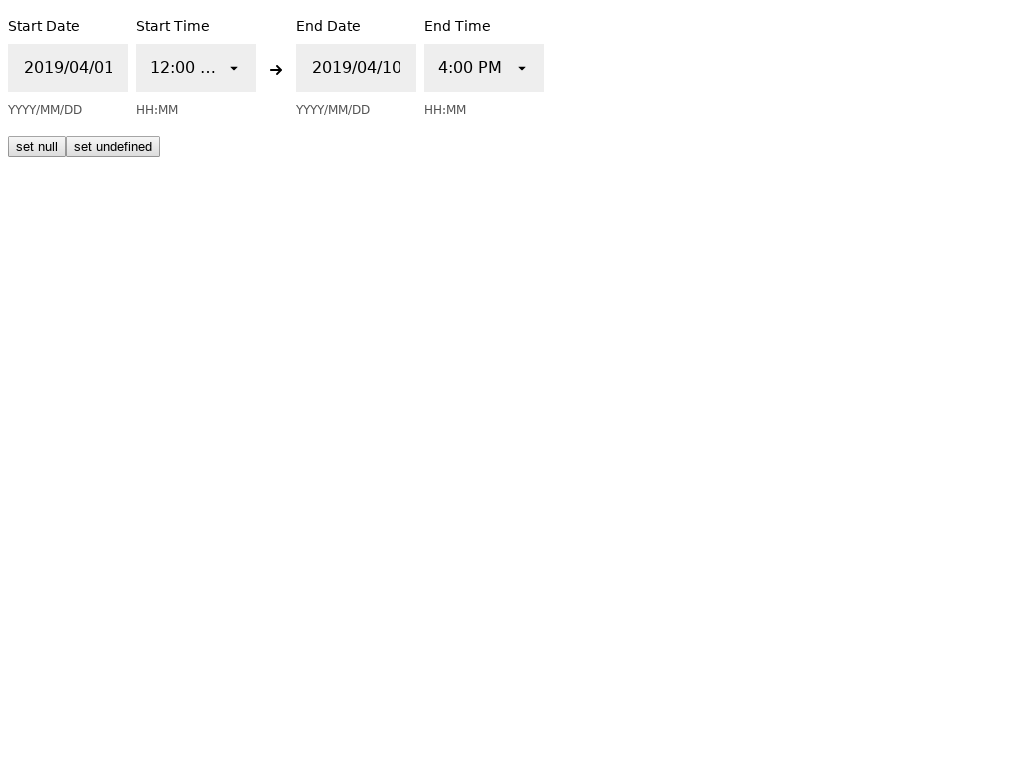 Start Date Start Time End Date End Time
2019/04/01 12:00 ... 2019/04/10 4:00 PM
YYYY/MM/DD HH:MM YYYY/MM/DD HH:MM
set null set undefined